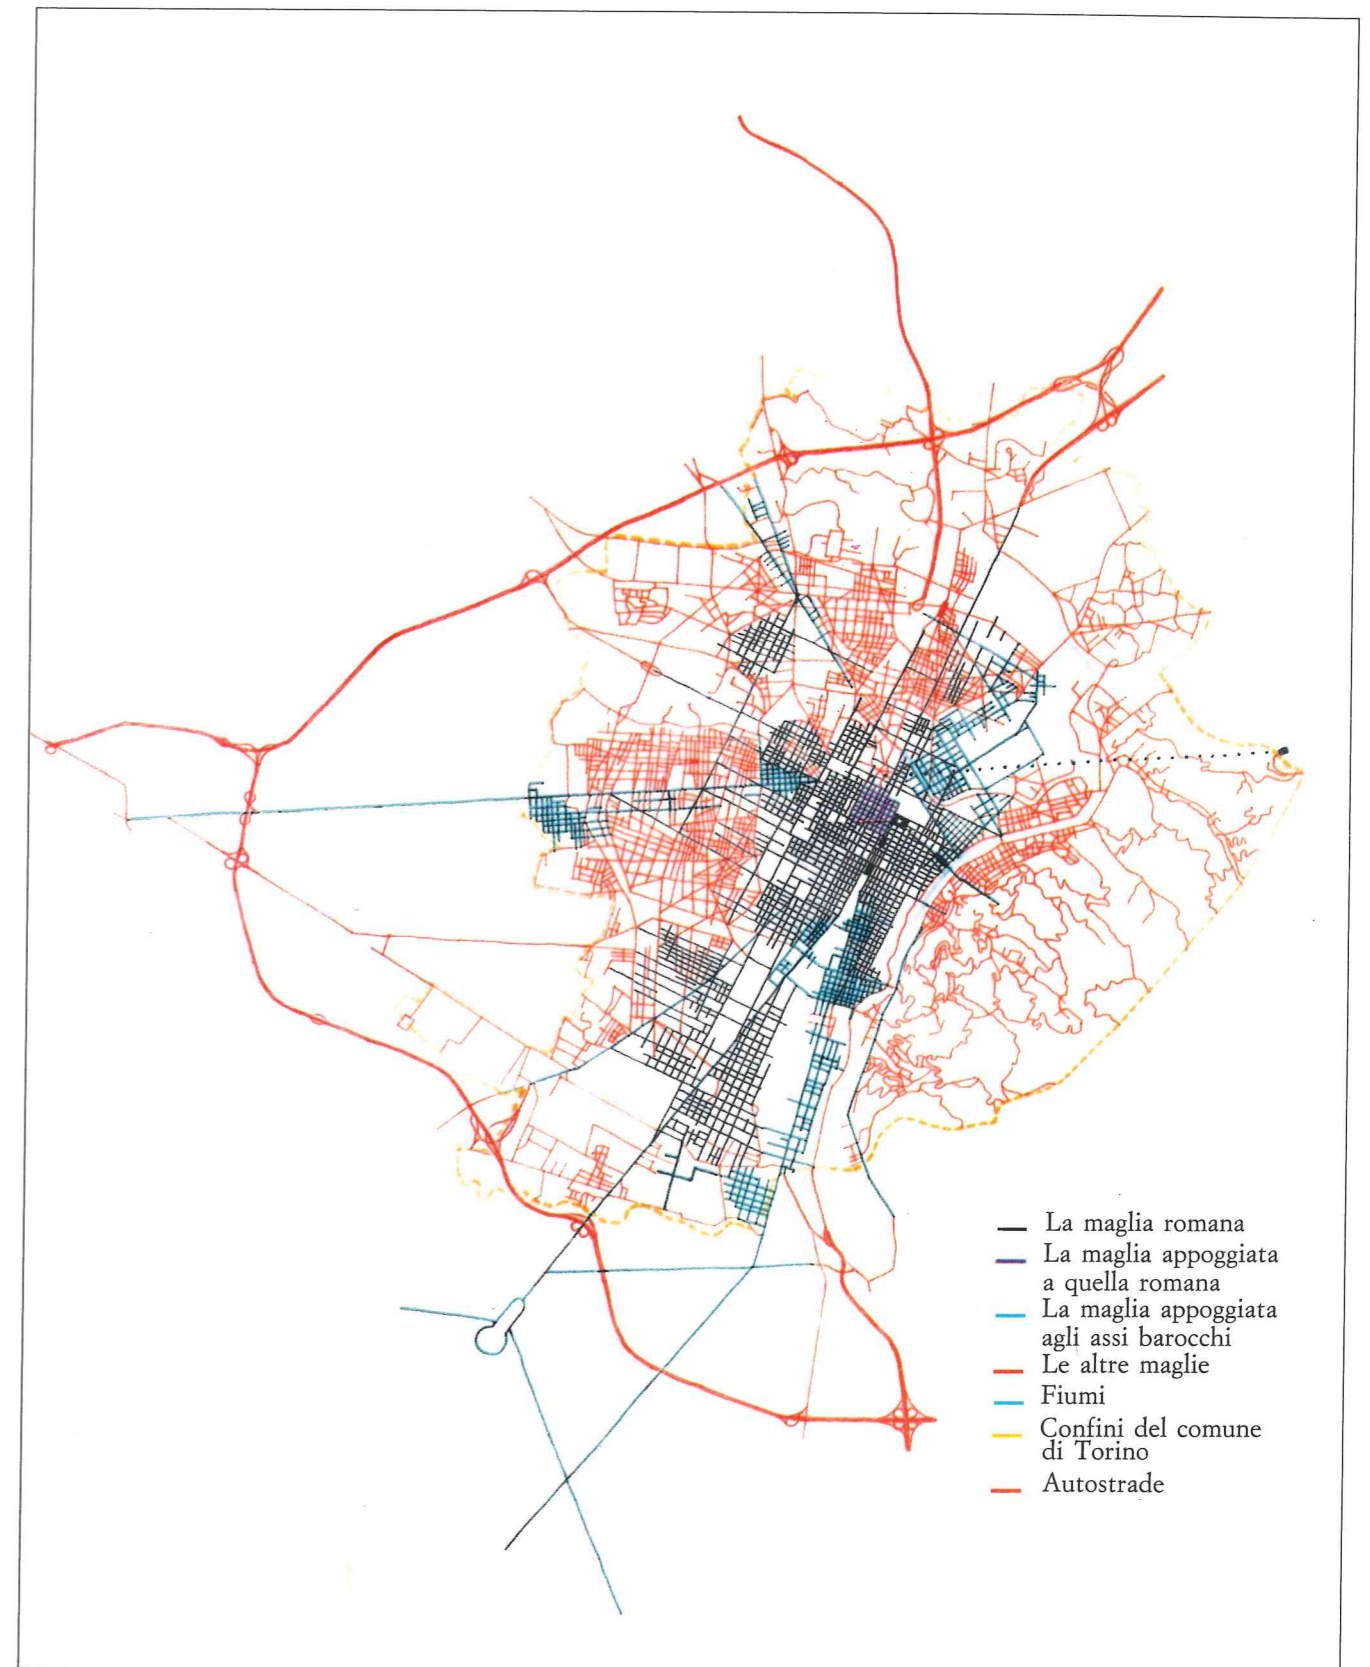 La maglia romana
La maglia appoggiata
a quella romana
La maglia appoggiata
agli assi barocchi
Le altre maglie
Fiumi
Confini del comune
di Torino
Autostrade